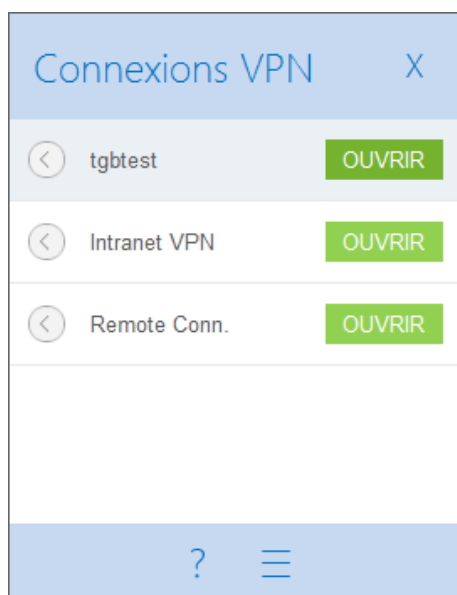 Connexions VPN X
tgbtest OUVRIR
Intranet VPN OUVRIR
Remote Conn. OUVRIR
?